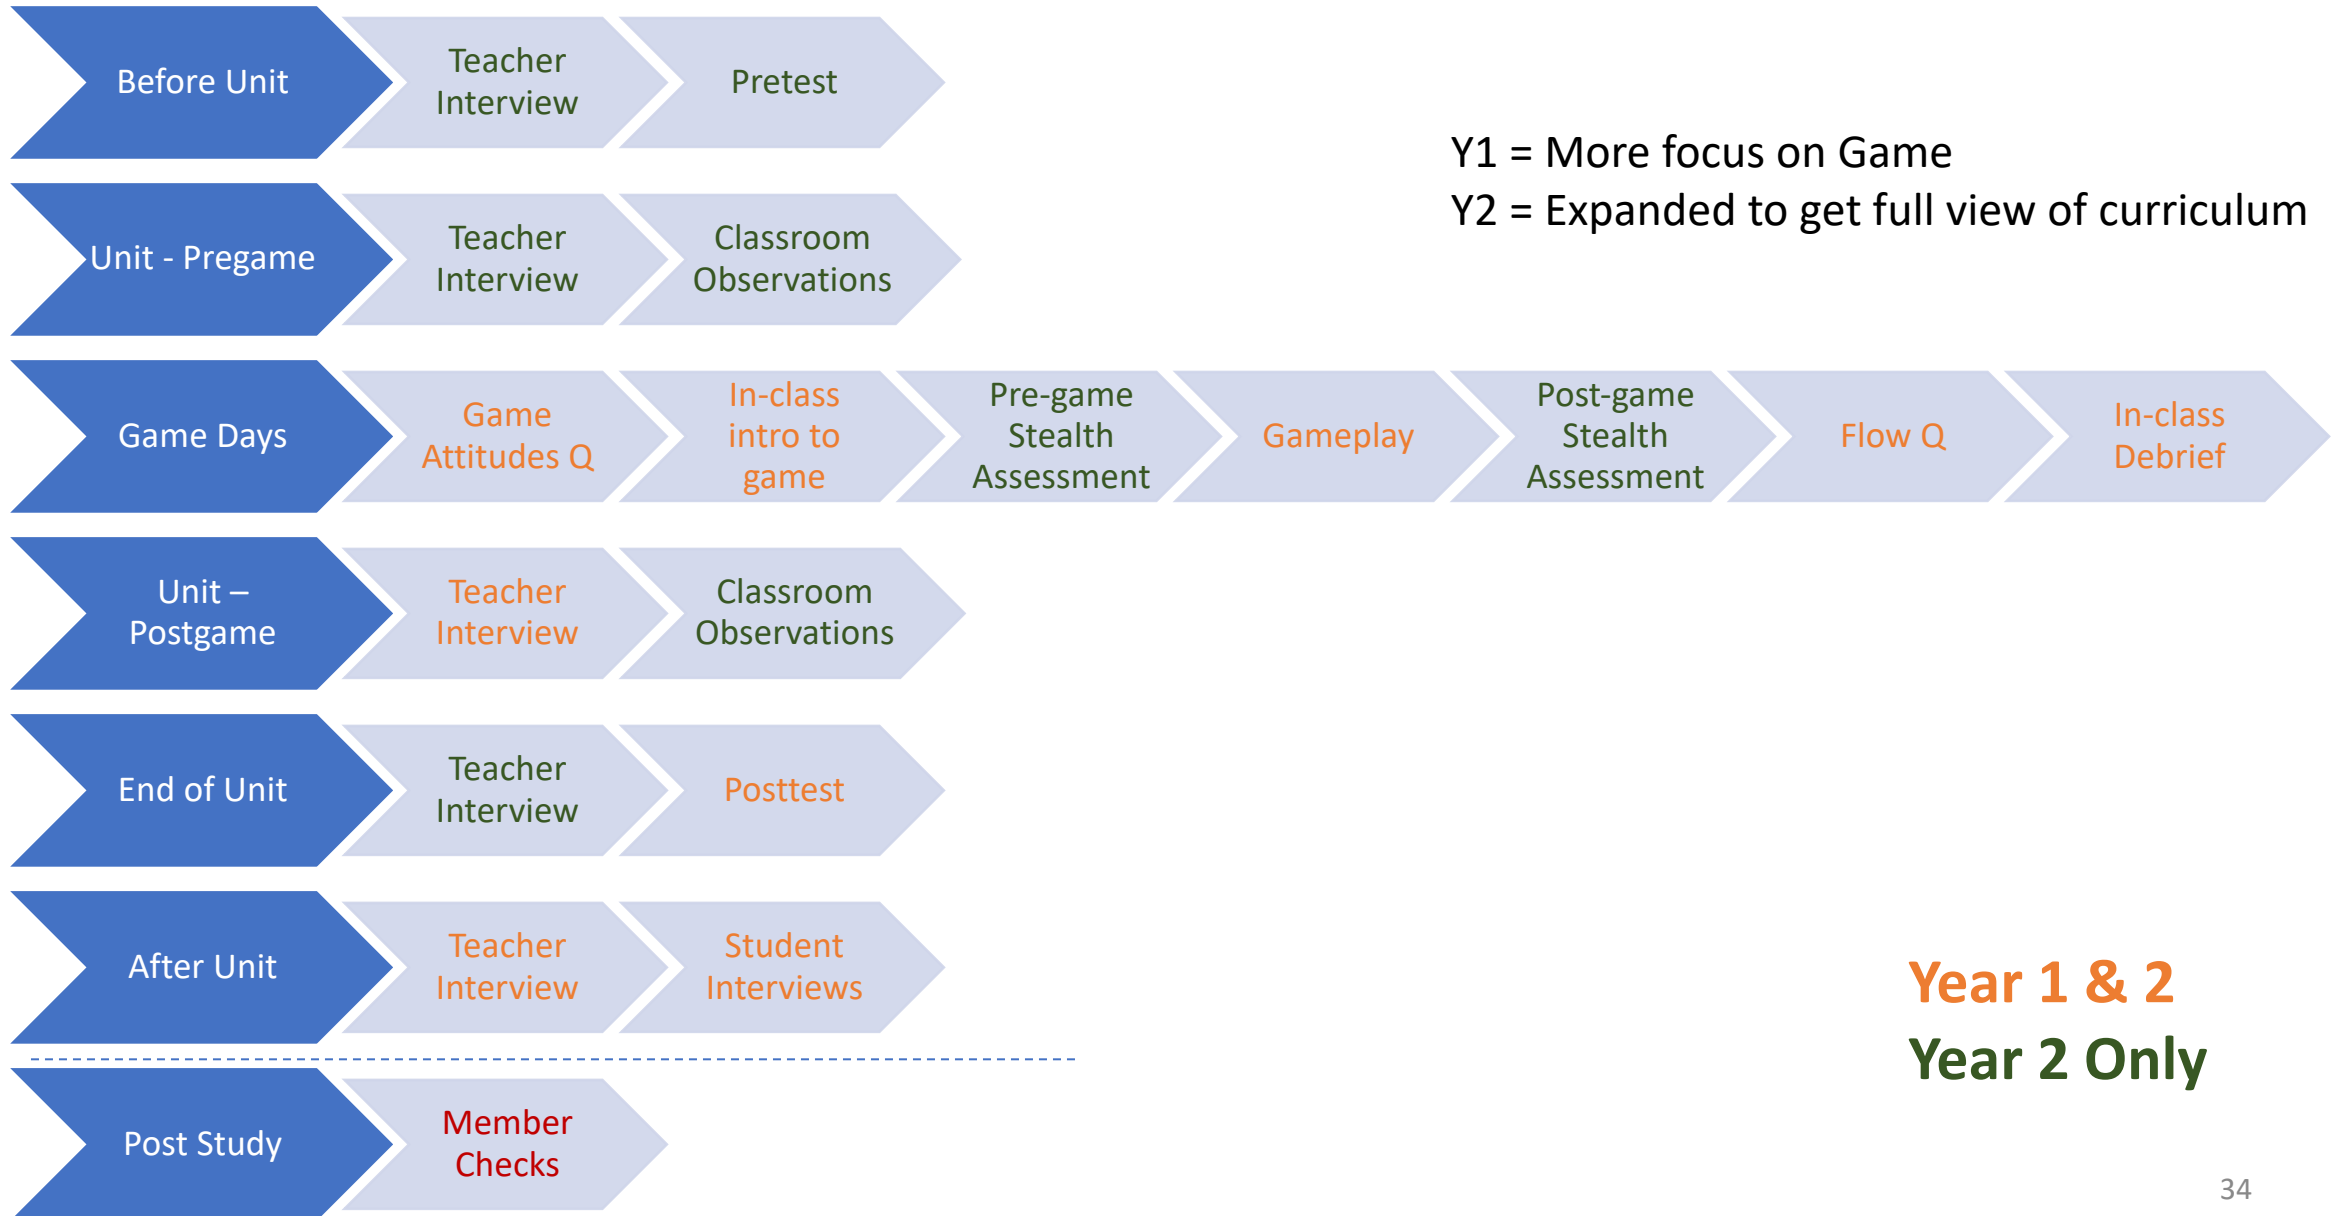 Before Unit
Teacher
Interview
Pretest
Y1 = More focus on Game
Y2 = Expanded to get full view of curriculum
Unit - Pregame
Teacher
Interview
Classroom
Observations
Game Days
Game
Attitudes Q
In-class
intro to
game
Pre-game
Stealth
Assessment
Gameplay
Post-game
Stealth
Assessment
Flow Q
In-class
Debrief
Unit –
Postgame
Teacher
Interview
Classroom
Observations
End of Unit
Teacher
Interview
Posttest
After Unit
Teacher
Interview
Student
Interviews
Year 1 & 2
Year 2 Only
Post Study
Member
Checks
34